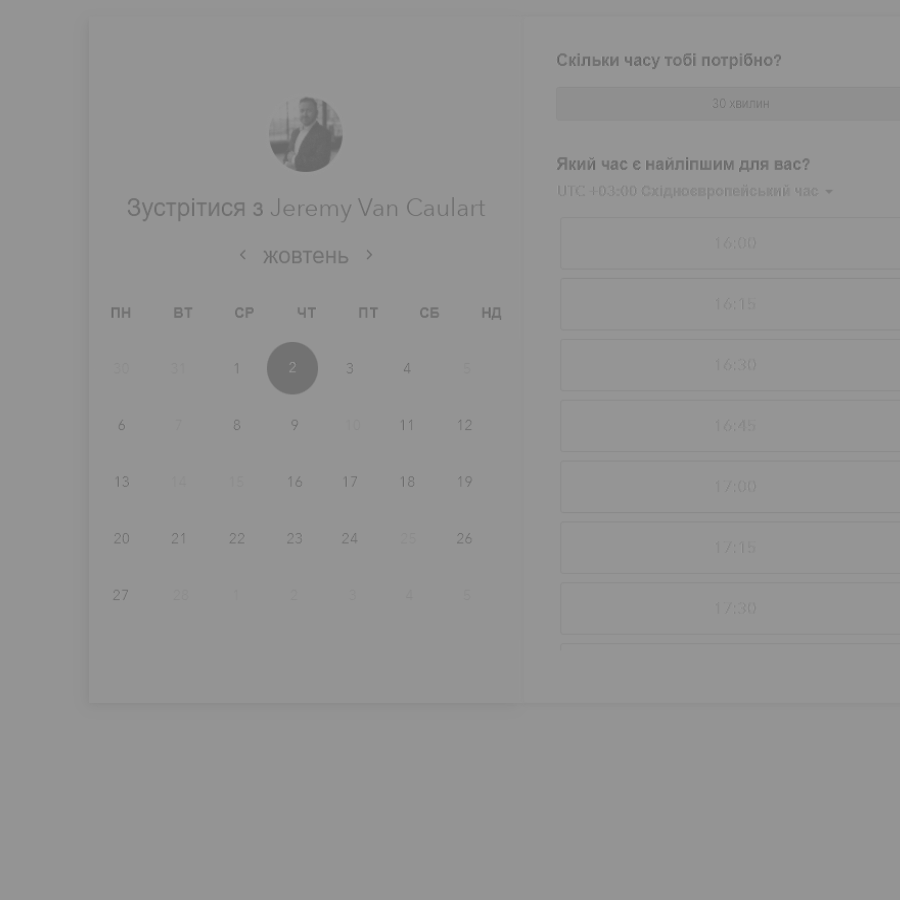 Зустрітися з Jeremy Van Caulart
жовтень
ПН ВТ СР ЧТ ПТ СБ НД
30 31 1 2 3 4 5
6 7 8 9 10 11 12
13 14 15 16 17 18 19
20 21 22 23 24 25 26
27 28 1 2 3 4 5
Скільки часу тобі потрібно?
30 хвилин
Який час є найліпшим для вас?
UTC +03:00 Східноєвропейський час
16:00
16:15
16:30
16:45
17:00
17:15
17:30